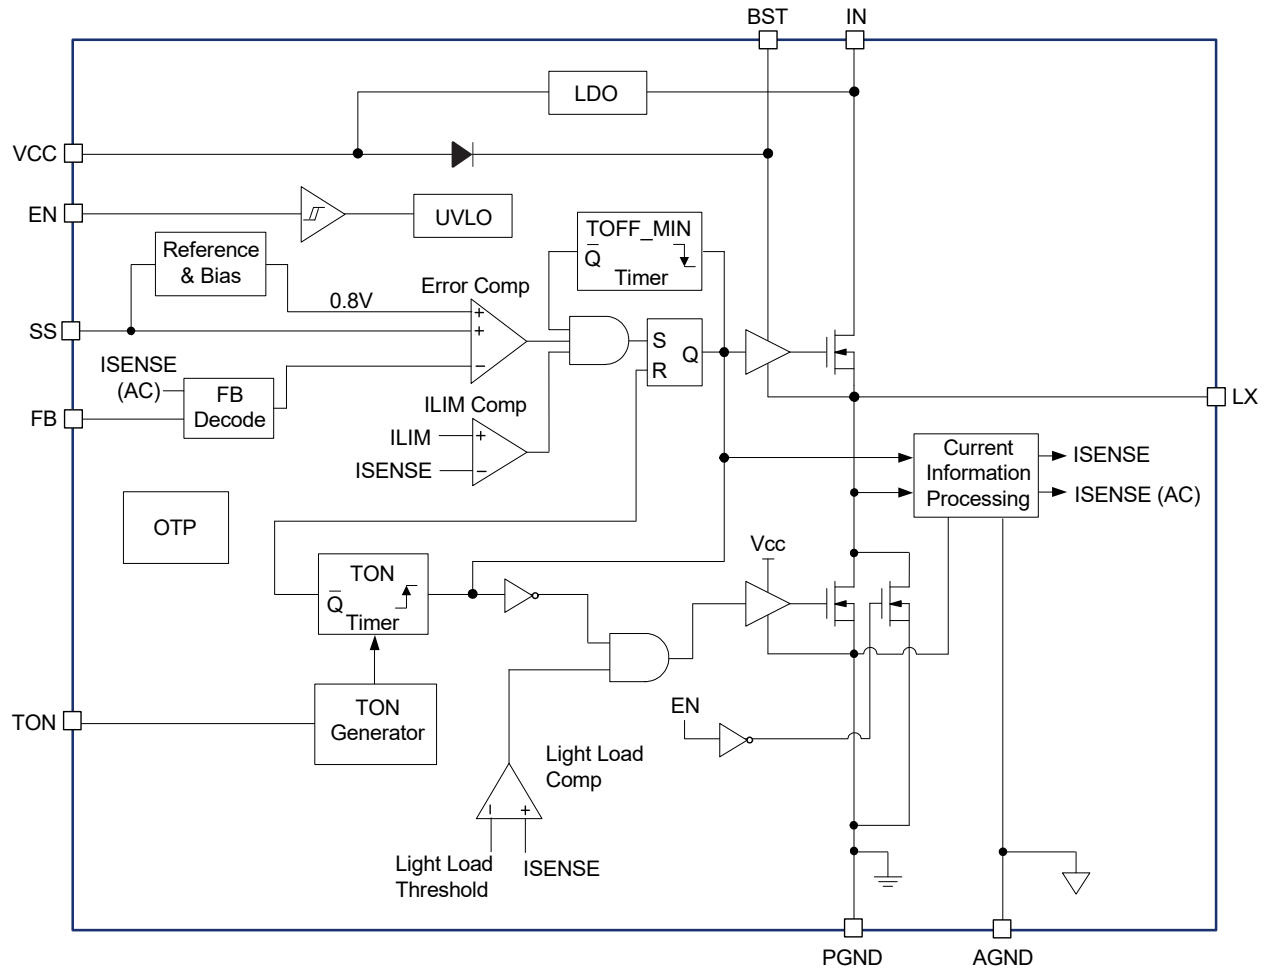 BST
IN
LDO
VCC
EN
UVLO
TOFF_MIN
Q
Timer
Reference
& Bias
Error Comp
0.8V
+
+
−
SS
S
Q
R
ISENSE
(AC)
FB
Decode
FB
LX
ILIM Comp
ILIM
+
ISENSE
−
Current
Information
Processing
ISENSE
ISENSE (AC)
OTP
Vcc
TON
Q
Timer
TON
TON
Generator
EN
Light Load
Comp
−
+
Light Load
Threshold
ISENSE
PGND
AGND